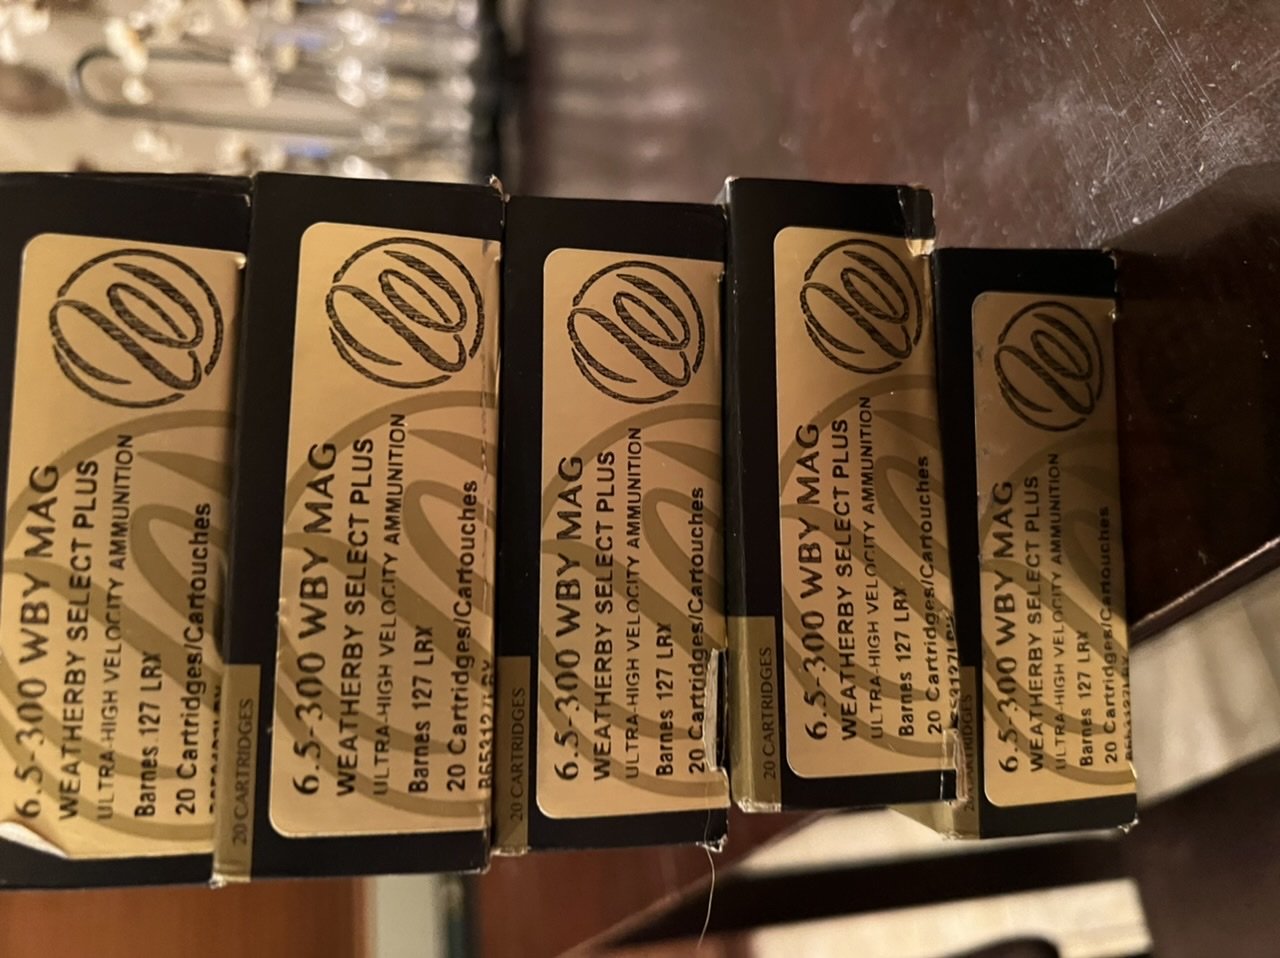 6.5-300 WBY MAG
WEATHERBY SELECT PLUS
ULTRA-HIGH VELOCITY AMMUNITION
Barnes 127 LRX
20 Cartridges/Cartouches
20 CARTRIDGES
6.5-300 WBY MAG
WEATHERBY SELECT PLUS
ULTRA-HIGH VELOCITY AMMUNITION
Barnes 127 LRX
20 Cartridges/Cartouches
20 CARTRIDGES
6.5-300 WBY MAG
WEATHERBY SELECT PLUS
ULTRA-HIGH VELOCITY AMMUNITION
Barnes 127 LRX
20 Cartridges/Cartouches
20 CARTRIDGES
6.5-300 WBY MAG
WEATHERBY SELECT PLUS
ULTRA-HIGH VELOCITY AMMUNITION
Barnes 127 LRX
20 Cartridges/Cartouches
20 CARTRIDGES
6.5-300 WBY MAG
WEATHERBY SELECT PLUS
ULTRA-HIGH VELOCITY AMMUNITION
Barnes 127 LRX
20 Cartridges/Cartouches